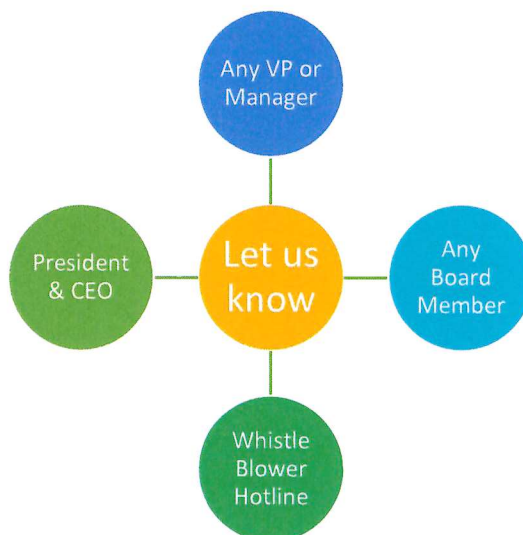 Any VP or
Manager
President
& CEO
Let us
know
Any
Board
Member
Whistle
Blower
Hotline